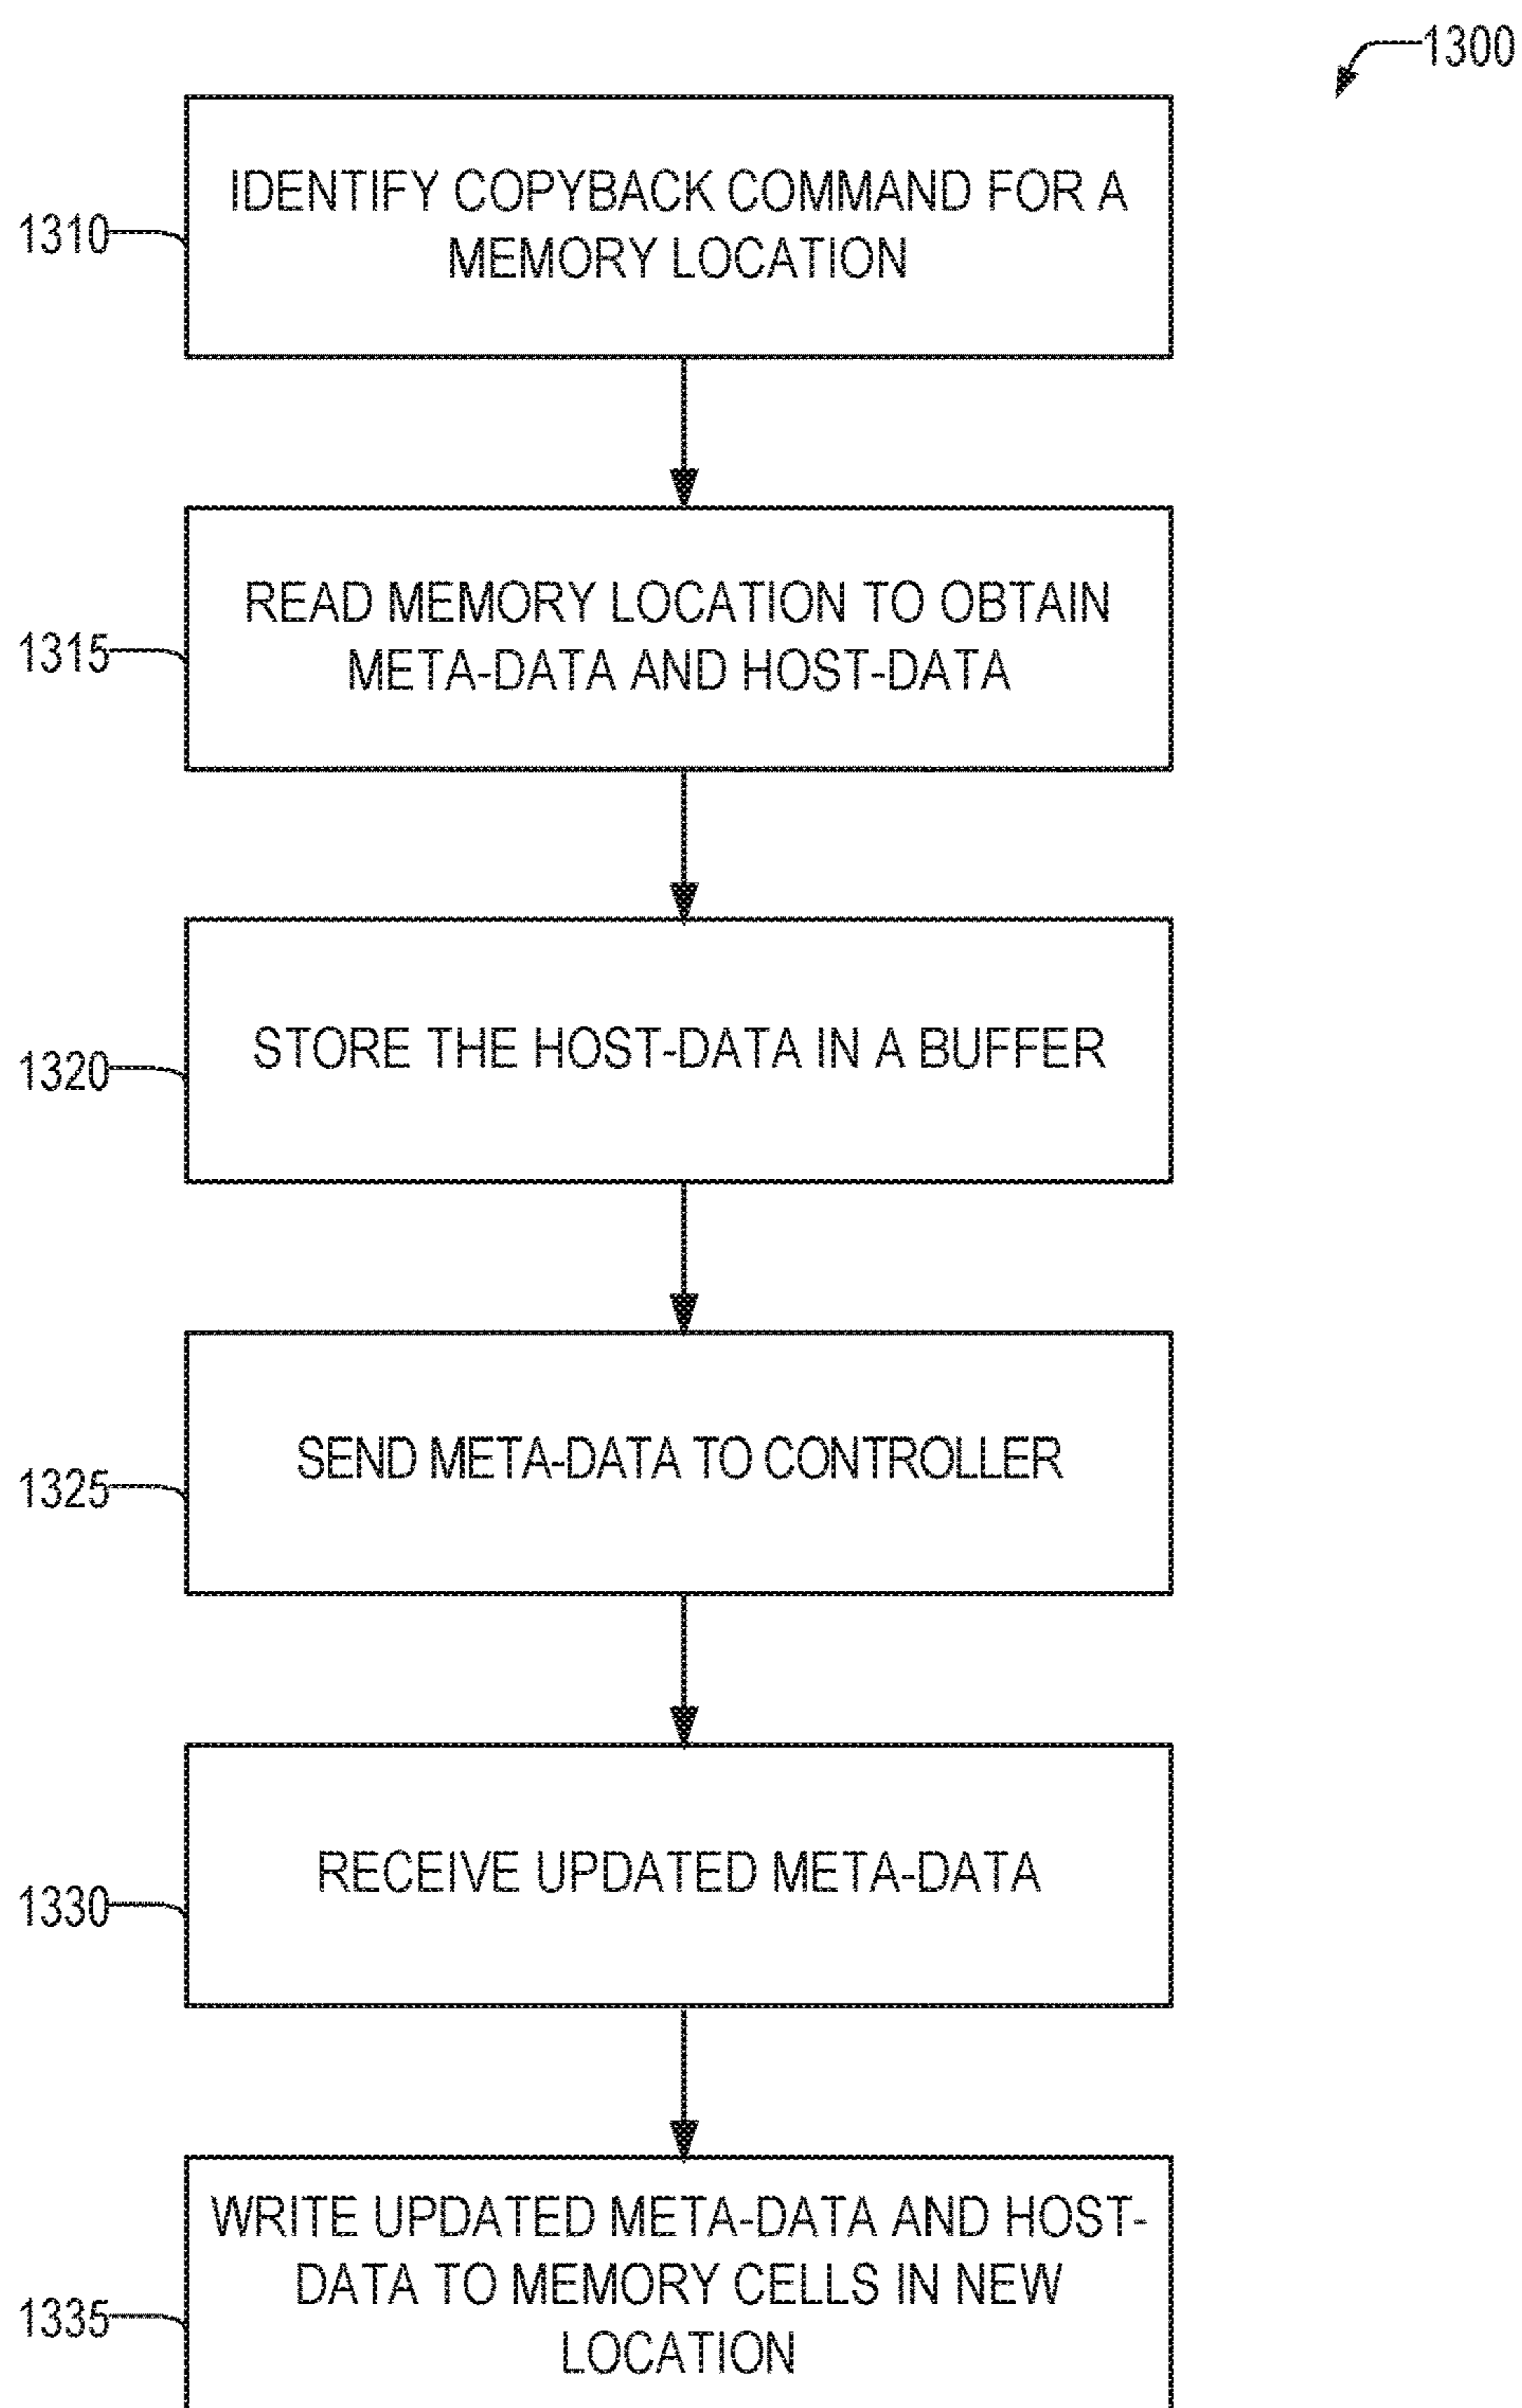 1300
IDENTIFY COPYBACK COMMAND FOR A
MEMORY LOCATION
1310
READ MEMORY LOCATION TO OBTAIN
META-DATA AND HOST-DATA
1315
STORE THE HOST-DATA IN A BUFFER
1320
SEND META-DATA TO CONTROLLER
1325
RECEIVE UPDATED META-DATA
1330
WRITE UPDATED META-DATA AND HOST-
DATA TO MEMORY CELLS IN NEW
LOCATION
1335